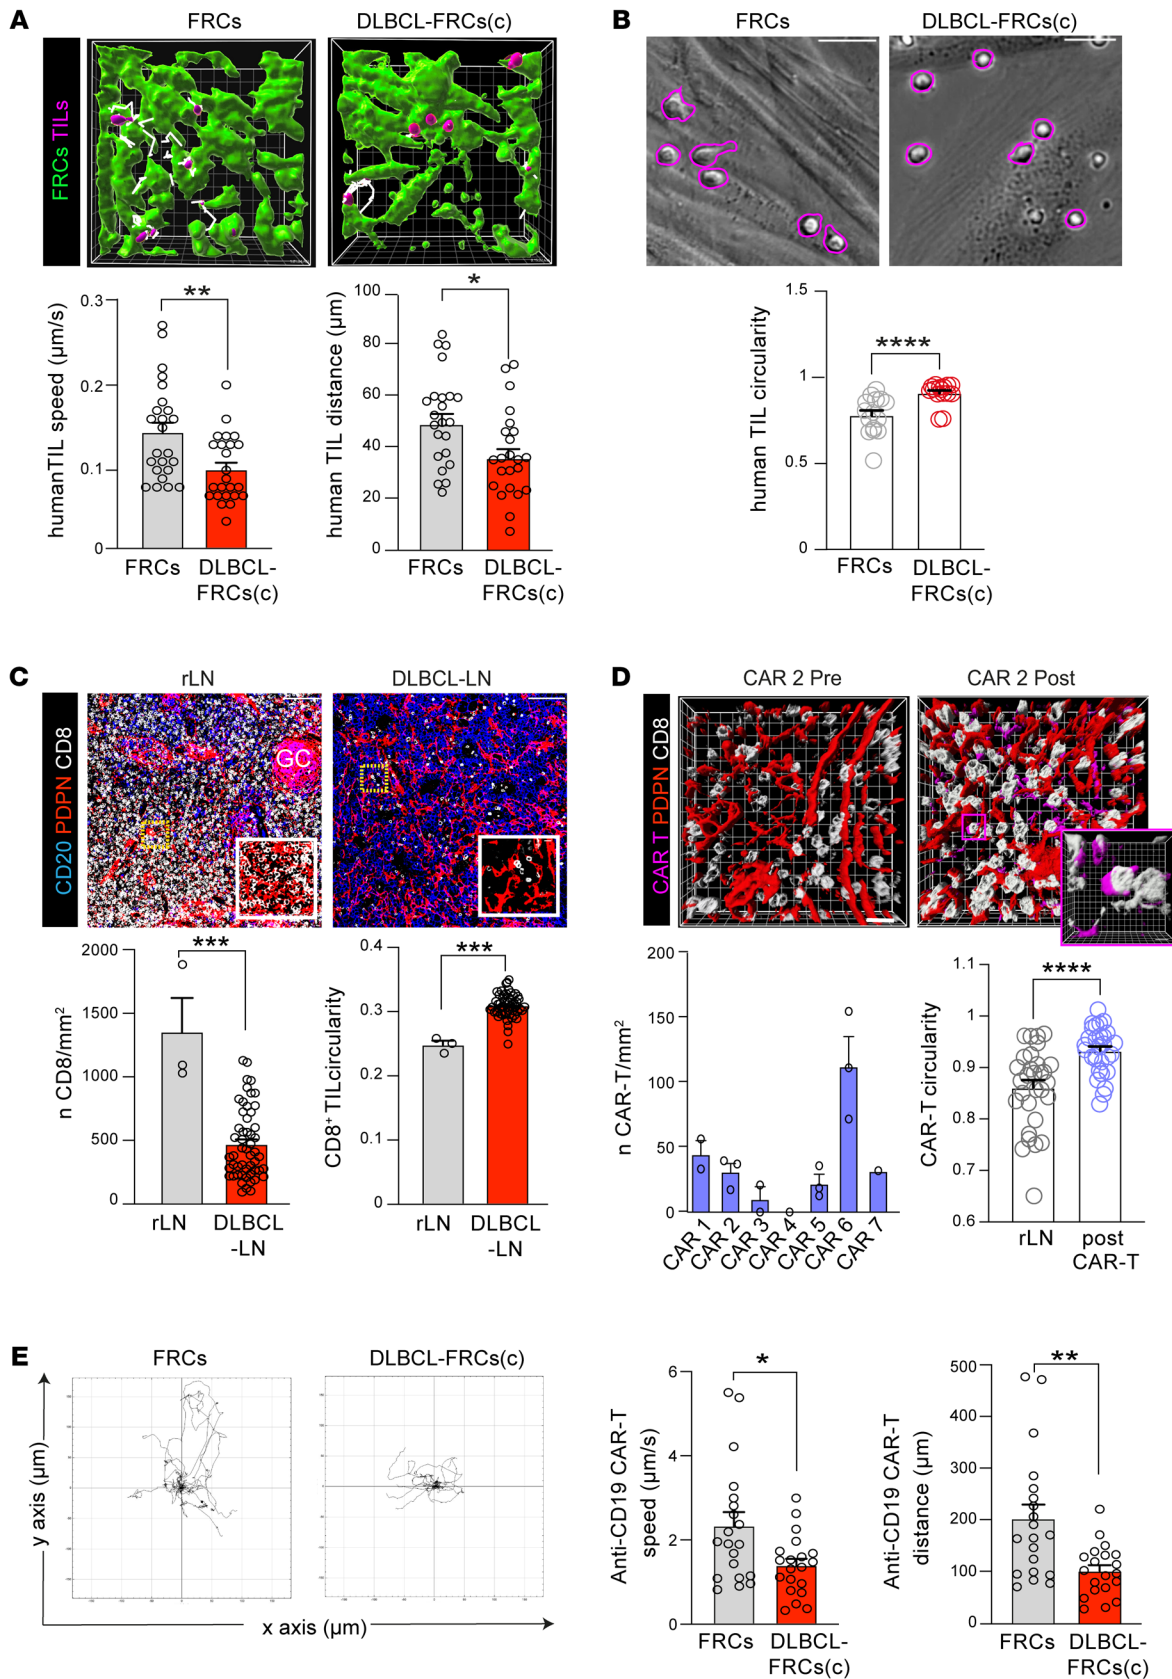 A
FRCs
DLBCL-FRCs(c)
FRCs TILs
**
humanTIL speed (µm/s)
0.3
0.2
0.1
0
FRCs
DLBCL-
FRCs(c)
*
human TIL distance (µm)
100
80
60
40
20
0
FRCs
DLBCL-
FRCs(c)
B
FRCs
DLBCL-FRCs(c)
****
human TIL circularity
1.5
1
0.5
0
FRCs
DLBCL-
FRCs(c)
C
rLN
DLBCL-LN
CD20 PDPN CD8
GC
***
n CD8/mm²
2000
1500
1000
500
0
rLN
DLBCL
-LN
***
CD8⁺ TILcircularity
0.4
0.3
0.2
0.1
0
rLN
DLBCL
-LN
D
CAR 2 Pre
CAR 2 Post
CAR T PDPN CD8
n CAR-T/mm²
200
150
100
50
0
CAR 1
CAR 2
CAR 3
CAR 4
CAR 5
CAR 6
CAR 7
****
CAR-T circularity
1.1
1.0
0.9
0.8
0.7
0.6
rLN
post
CAR-T
E
FRCs
DLBCL-FRCs(c)
y axis (µm)
x axis (µm)
*
Anti-CD19 CAR-T
speed (µm/s)
6
4
2
0
FRCs
DLBCL-
FRCs(c)
**
Anti-CD19 CAR-T
distance (µm)
500
400
300
200
100
0
FRCs
DLBCL-
FRCs(c)